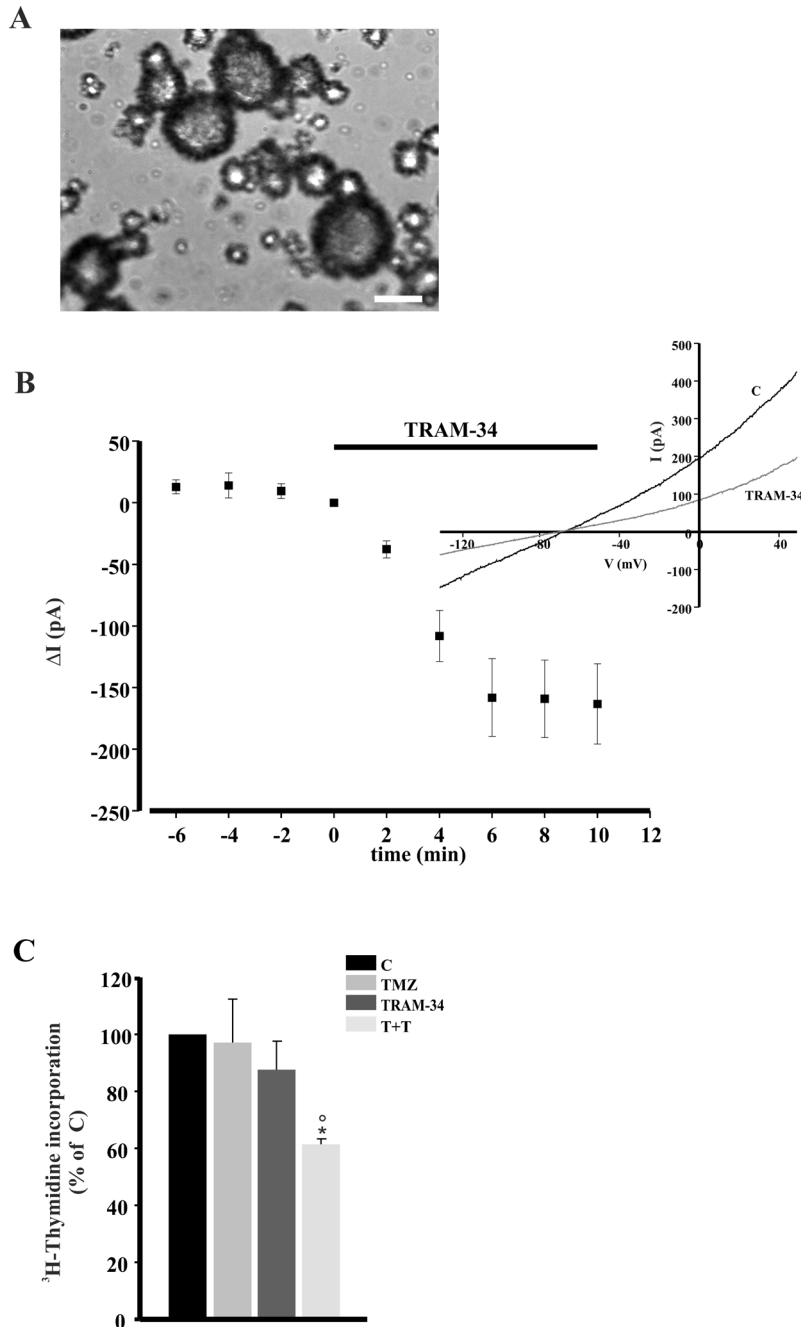 A
B
TRAM-34
50
0
-50
-100
-150
-200
-250
ΔI (pA)
-6 -4 -2 0 2 4 6 8 10 12
time (min)
500
400
300
200
100
0
-100
-200
I (pA)
C
TRAM-34
-120 -80 -40 0 40
V (mV)
C
C
TMZ
TRAM-34
T+T
120
100
80
60
40
20
0
³H-Thymidine incorporation
(% of C)
°
*